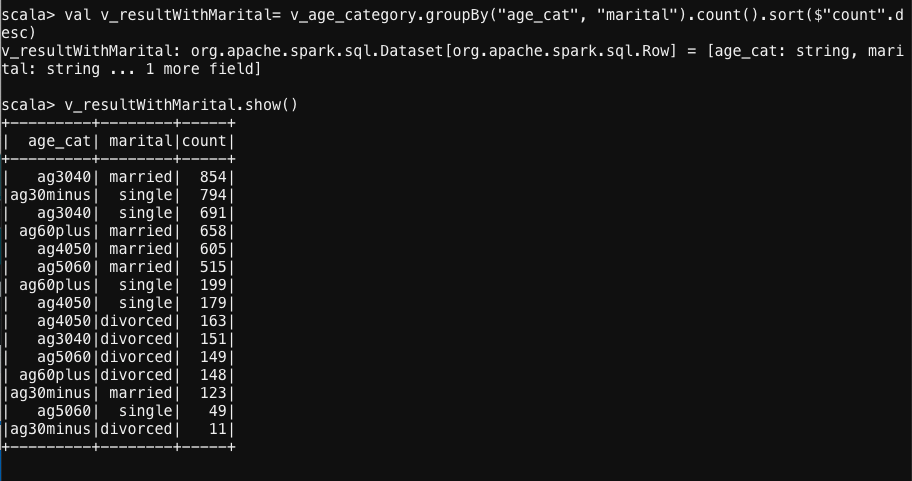 scala> val v_resultWithMarital= v_age_category.groupBy("age_cat", "marital").count().sort($"count".d
esc)
v_resultWithMarital: org.apache.spark.sql.Dataset[org.apache.spark.sql.Row] = [age_cat: string, mari
tal: string ... 1 more field]

scala> v_resultWithMarital.show()
+---------+--------+-----+
|  age_cat| marital|count|
+---------+--------+-----+
|   ag3040| married|  854|
|ag30minus|  single|  794|
|   ag3040|  single|  691|
| ag60plus| married|  658|
|   ag4050| married|  605|
|   ag5060| married|  515|
| ag60plus|  single|  199|
|   ag4050|  single|  179|
|   ag4050|divorced|  163|
|   ag3040|divorced|  151|
|   ag5060|divorced|  149|
| ag60plus|divorced|  148|
|ag30minus| married|  123|
|   ag5060|  single|   49|
|ag30minus|divorced|   11|
+---------+--------+-----+